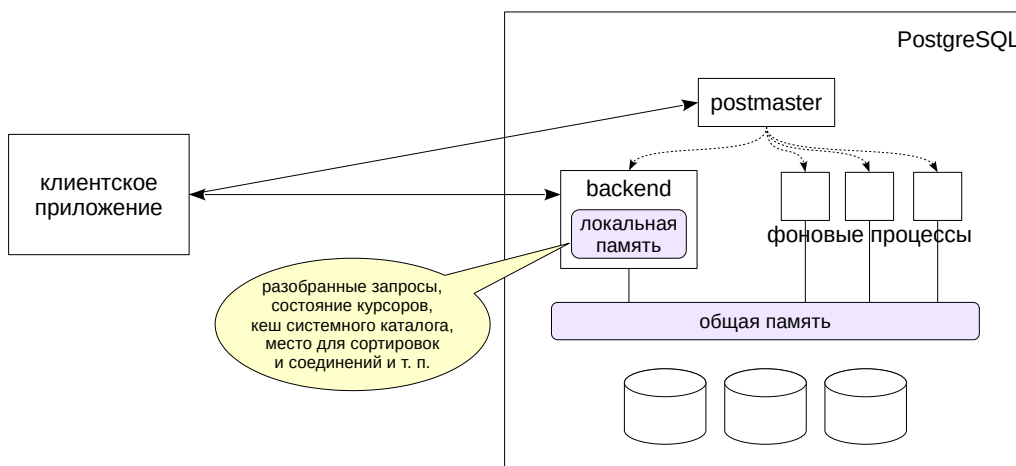 PostgreSQL
postmaster
клиентское
приложение
backend
локальная
память
фоновые процессы
разобранные запросы,
состояние курсоров,
кеш системного каталога,
место для сортировок
и соединений и т. п.
общая память